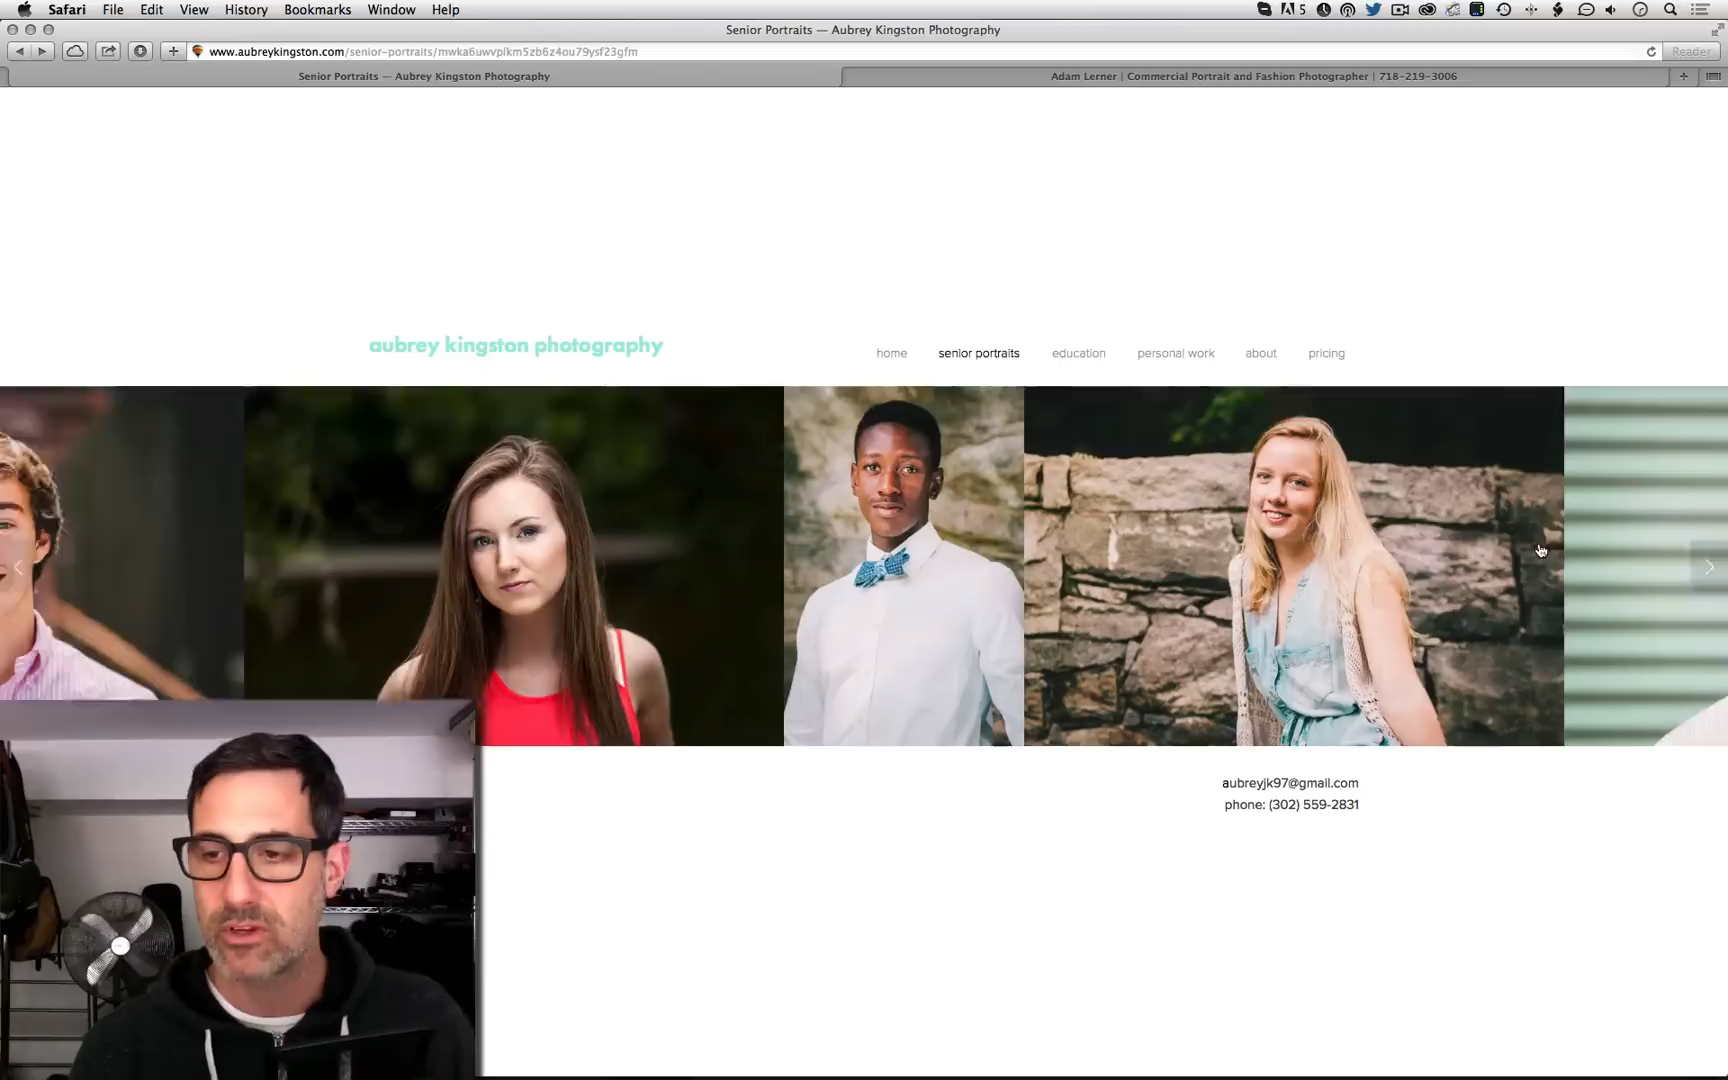 Safari File Edit View History Bookmarks Window Help 5
Senior Portraits — Aubrey Kingston Photography
www.aubreykingston.com/senior-portraits/mwka6uwvplkm5zb6z4ou79ysf23gfm Reader
Senior Portraits — Aubrey Kingston Photography Adam Lerner | Commercial Portrait and Fashion Photographer | 718-219-3006
aubrey kingston photography home senior portraits education personal work about pricing
aubreyjk97@gmail.com
phone: (302) 559-2831